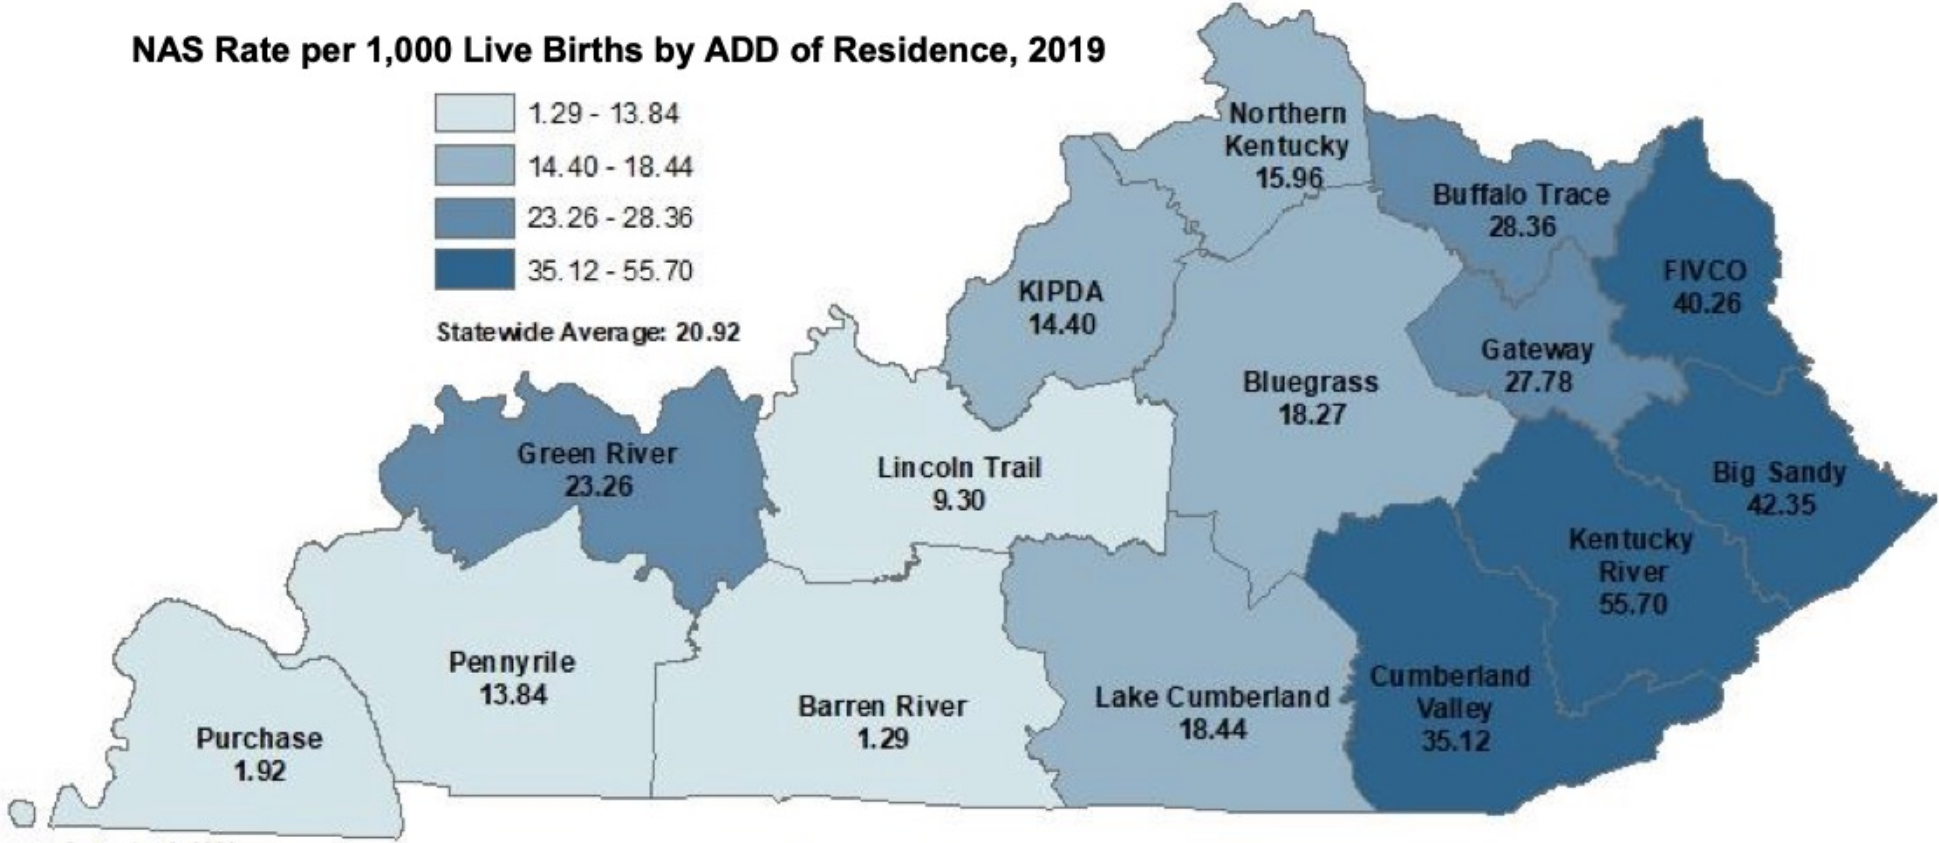 NAS Rate per 1,000 Live Births by ADD of Residence, 2019
1.29 - 13.84
14.40 - 18.44
23.26 - 28.36
35.12 - 55.70
Statewide Average: 20.92
Northern
Kentucky
15.96
Buffalo Trace
28.36
FIVCO
40.26
KIPDA
14.40
Gateway
27.78
Bluegrass
18.27
Green River
23.26
Lincoln Trail
9.30
Big Sandy
42.35
Kentucky
River
55.70
Pennyrile
13.84
Cumberland
Valley
35.12
Lake Cumberland
18.44
Barren River
1.29
Purchase
1.92